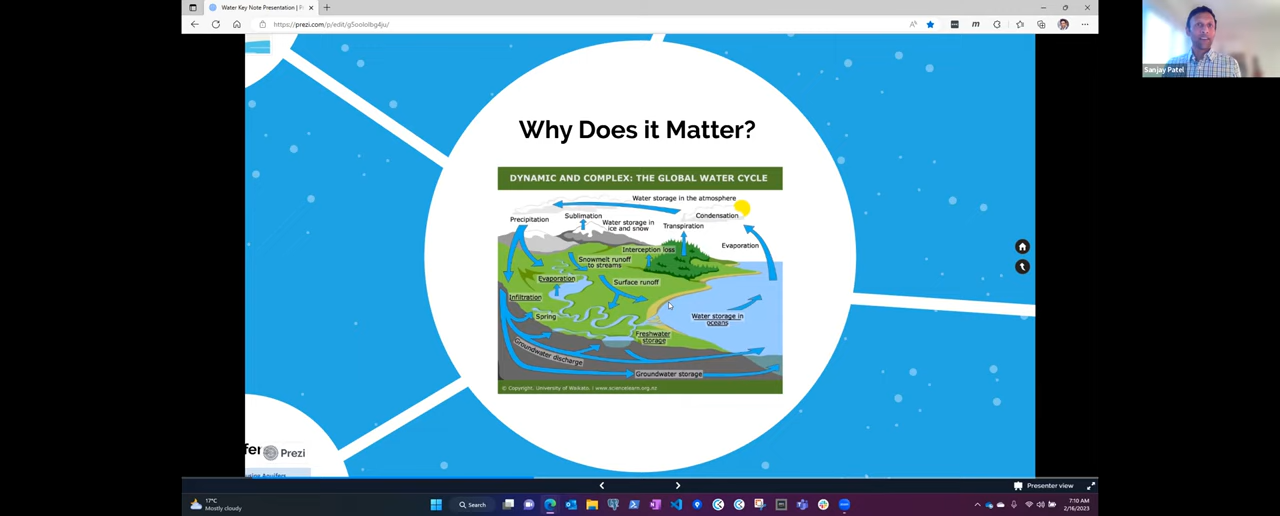 Water Key Note Presentation | Fr
https://prezi.com/p/edit/g5oololbg4ju/
Sanjay Patel
Why Does it Matter?
DYNAMIC AND COMPLEX: THE GLOBAL WATER CYCLE
Water storage in the atmosphere
Precipitation
Sublimation
Condensation
Water storage in
ice and snow
Transpiration
Evaporation
Interception loss
Snowmelt runoff
to streams
Evaporation
Surface runoff
Infiltration
Spring
Water storage in
oceans
Freshwater
storage
Groundwater discharge
Groundwater storage
© Copyright. University of Waikato. | www.sciencelearn.org.nz
fer
Prezi
Aquifers
Presenter view
17°C
Mostly cloudy
Search
7:10 AM
2/16/2023